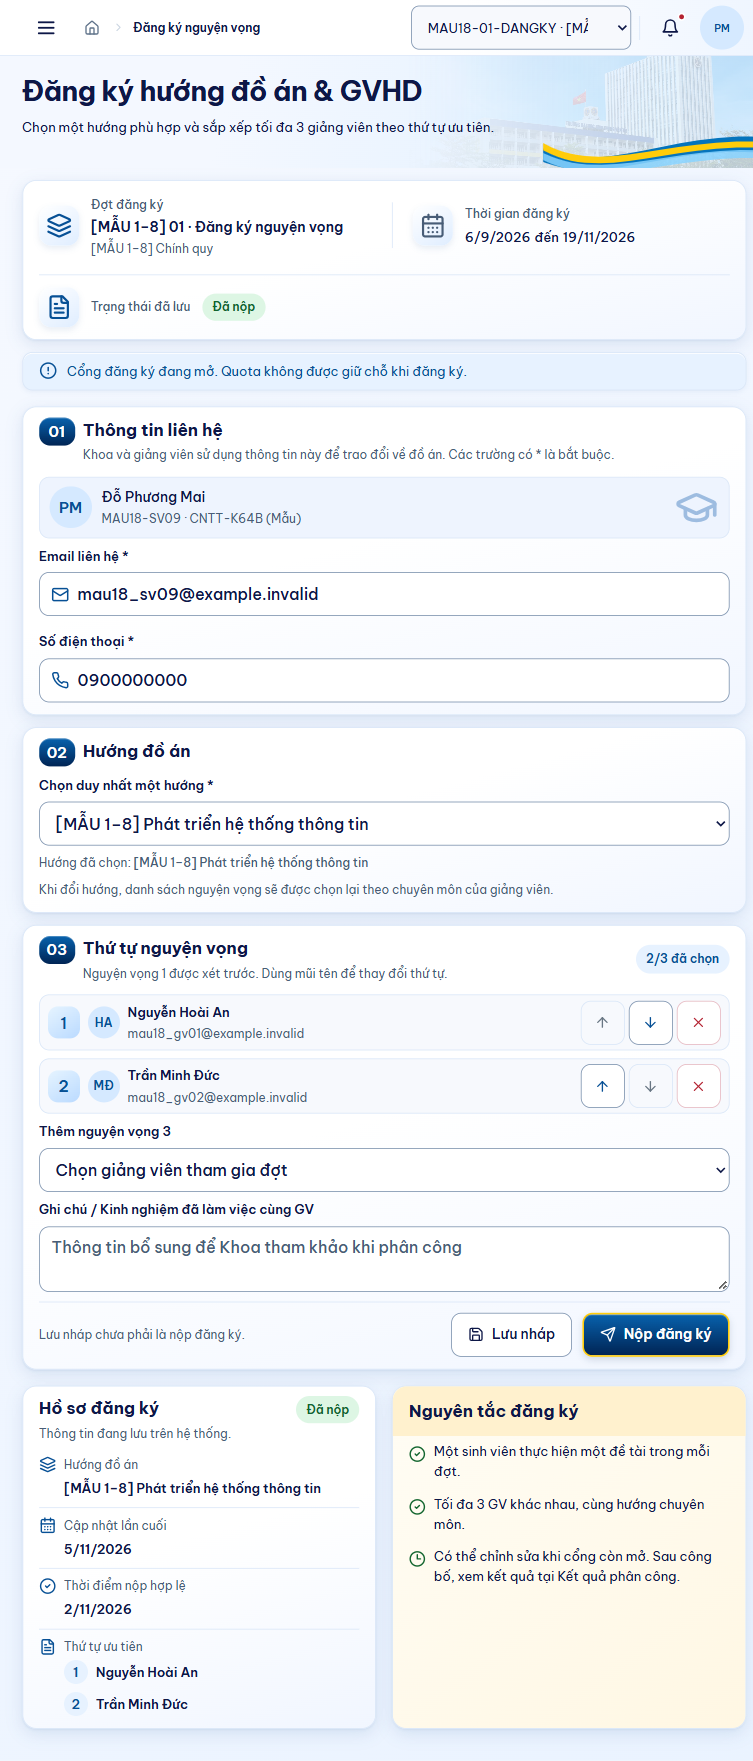 Đăng ký nguyện vọng
MAU18-01-DANGKY · [MẪ
PM
Đăng ký hướng đồ án & GVHD
Chọn một hướng phù hợp và sắp xếp tối đa 3 giảng viên theo thứ tự ưu tiên.
Đợt đăng ký
[MẪU 1–8] 01 · Đăng ký nguyện vọng
[MẪU 1–8] Chính quy
Thời gian đăng ký
6/9/2026 đến 19/11/2026
Trạng thái đã lưu
Đã nộp
Cổng đăng ký đang mở. Quota không được giữ chỗ khi đăng ký.
01
Thông tin liên hệ
Khoa và giảng viên sử dụng thông tin này để trao đổi về đồ án. Các trường có * là bắt buộc.
PM
Đỗ Phương Mai
MAU18-SV09 · CNTT-K64B (Mẫu)
Email liên hệ *
mau18_sv09@example.invalid
Số điện thoại *
0900000000
02
Hướng đồ án
Chọn duy nhất một hướng *
[MẪU 1–8] Phát triển hệ thống thông tin
Hướng đã chọn: [MẪU 1–8] Phát triển hệ thống thông tin
Khi đổi hướng, danh sách nguyện vọng sẽ được chọn lại theo chuyên môn của giảng viên.
03
Thứ tự nguyện vọng
Nguyện vọng 1 được xét trước. Dùng mũi tên để thay đổi thứ tự.
2/3 đã chọn
1
HA
Nguyễn Hoài An
mau18_gv01@example.invalid
2
MĐ
Trần Minh Đức
mau18_gv02@example.invalid
Thêm nguyện vọng 3
Chọn giảng viên tham gia đợt
Ghi chú / Kinh nghiệm đã làm việc cùng GV
Thông tin bổ sung để Khoa tham khảo khi phân công
Lưu nháp chưa phải là nộp đăng ký.
Lưu nháp
Nộp đăng ký
Hồ sơ đăng ký
Đã nộp
Thông tin đang lưu trên hệ thống.
Hướng đồ án
[MẪU 1–8] Phát triển hệ thống thông tin
Cập nhật lần cuối
5/11/2026
Thời điểm nộp hợp lệ
2/11/2026
Thứ tự ưu tiên
1
Nguyễn Hoài An
2
Trần Minh Đức
Nguyên tắc đăng ký
Một sinh viên thực hiện một đề tài trong mỗi
đợt.
Tối đa 3 GV khác nhau, cùng hướng chuyên
môn.
Có thể chỉnh sửa khi cổng còn mở. Sau công
bố, xem kết quả tại Kết quả phân công.